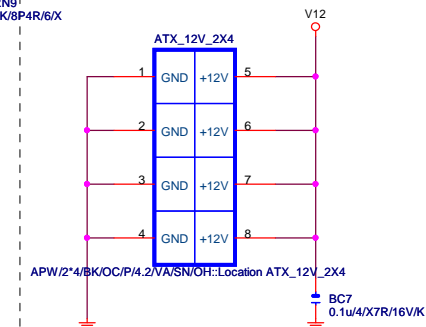 RN9
K/8P4R/6/X
V12
ATX_12V_2X4
1 GND +12V 5
2 GND +12V 6
3 GND +12V 7
4 GND +12V 8
APW/2*4/BK/OC/P/4.2/VA/SN/OH::Location ATX_12V_2X4
BC7
0.1u/4/X7R/16V/K